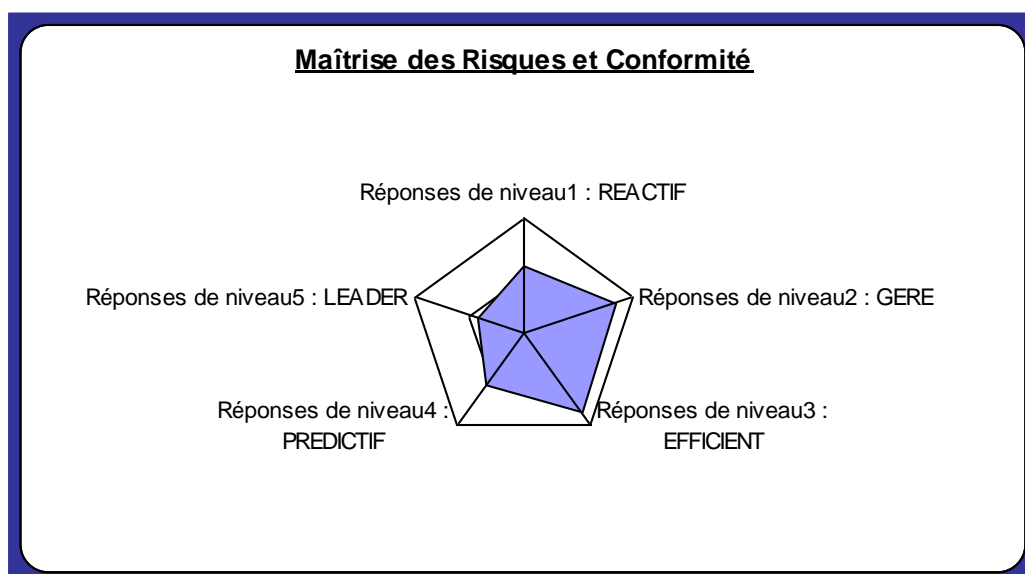 Maîtrise des Risques et Conformité
Réponses de niveau1 : REACTIF
Réponses de niveau5 : LEADER
Réponses de niveau2 : GERE
Réponses de niveau4 :
PREDICTIF
Réponses de niveau3 :
EFFICIENT